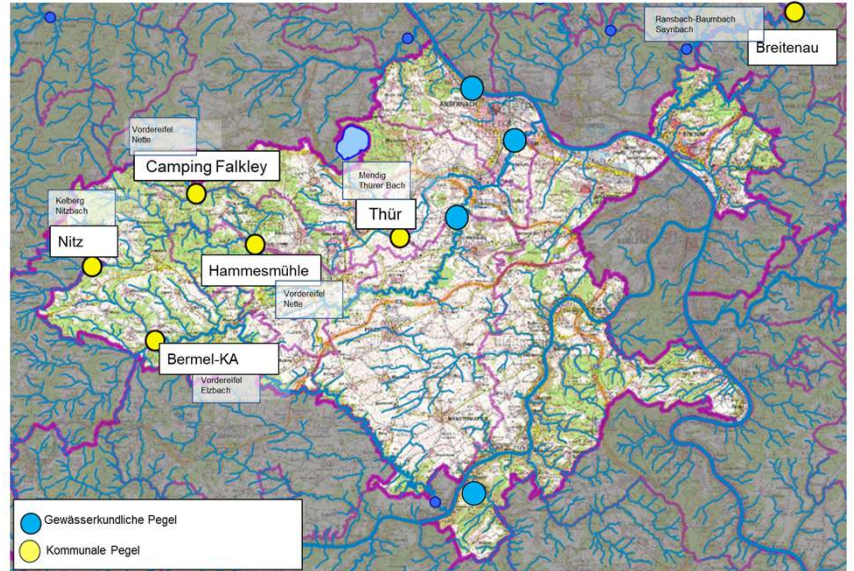 Ransbach-Baumbach
Saynbach
Breitenau
Vordereifel
Nette
Camping Falkley
Mendig
Thürer Bach
Kelberg
Nitzbach
Thür
Nitz
Hammesmühle
Vordereifel
Nette
Bermel-KA
Vordereifel
Elzbach
ANDERNACH
Gewässerkundliche Pegel
Kommunale Pegel